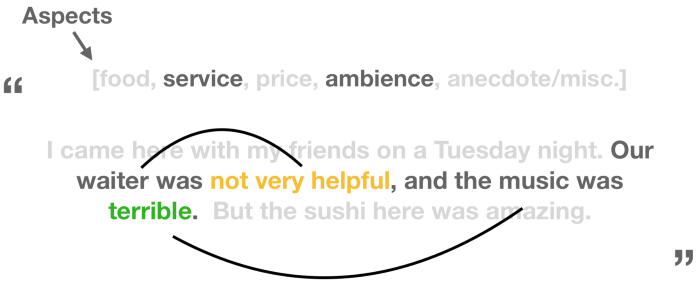 Aspects
“
[food, service, price, ambience, anecdote/misc.]
I came here with my friends on a Tuesday night. Our
waiter was not very helpful, and the music was
terrible. But the sushi here was amazing.
”